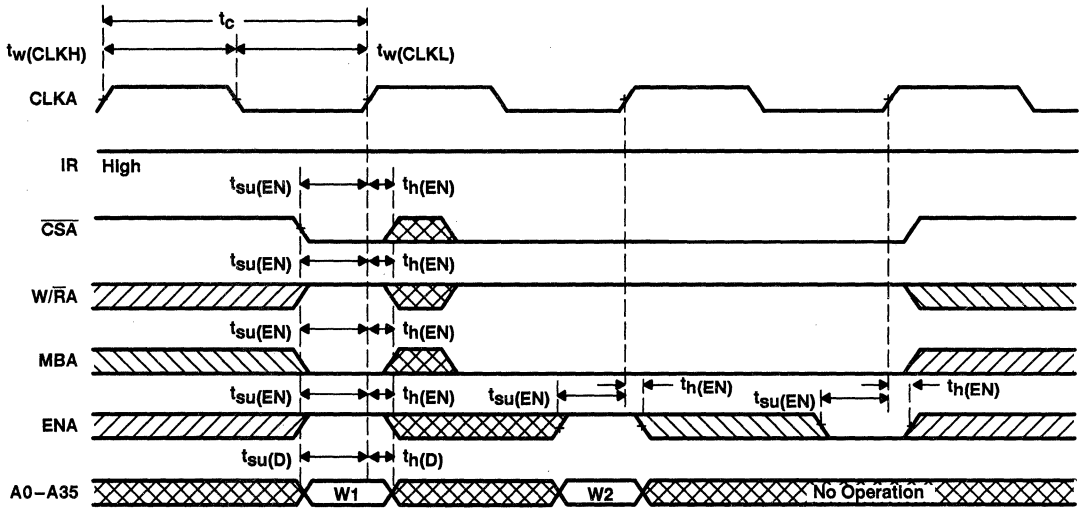 tc
tw(CLKH)
tw(CLKL)
CLKA
IR
High
tsu(EN)
th(EN)
CSA
tsu(EN)
th(EN)
W/RA
tsu(EN)
th(EN)
MBA
tsu(EN)
th(EN)
tsu(EN)
th(EN)
tsu(EN)
th(EN)
ENA
tsu(D)
th(D)
A0–A35
W1
W2
No Operation